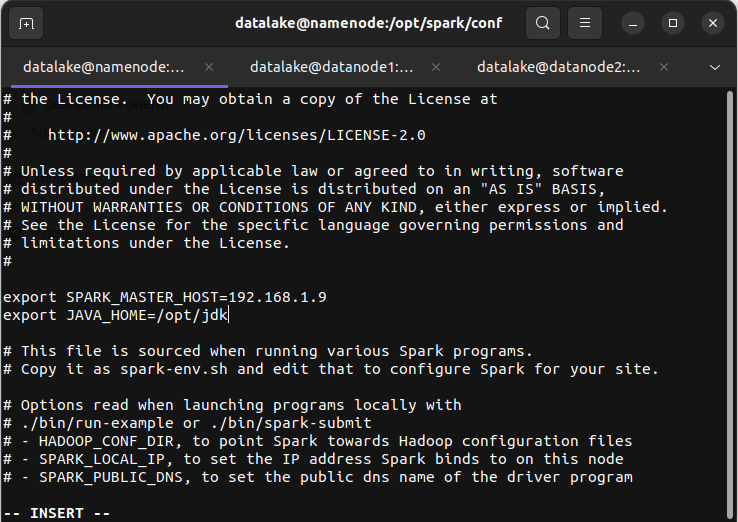 datalake@namenode:/opt/spark/conf
datalake@namenode:... datalake@datanode1:... datalake@datanode2:...
# the License.  You may obtain a copy of the License at
#
#    http://www.apache.org/licenses/LICENSE-2.0
#
# Unless required by applicable law or agreed to in writing, software
# distributed under the License is distributed on an "AS IS" BASIS,
# WITHOUT WARRANTIES OR CONDITIONS OF ANY KIND, either express or implied.
# See the License for the specific language governing permissions and
# limitations under the License.
#
export SPARK_MASTER_HOST=192.168.1.9
export JAVA_HOME=/opt/jdk
# This file is sourced when running various Spark programs.
# Copy it as spark-env.sh and edit that to configure Spark for your site.
# Options read when launching programs locally with
# ./bin/run-example or ./bin/spark-submit
# - HADOOP_CONF_DIR, to point Spark towards Hadoop configuration files
# - SPARK_LOCAL_IP, to set the IP address Spark binds to on this node
# - SPARK_PUBLIC_DNS, to set the public dns name of the driver program
-- INSERT --